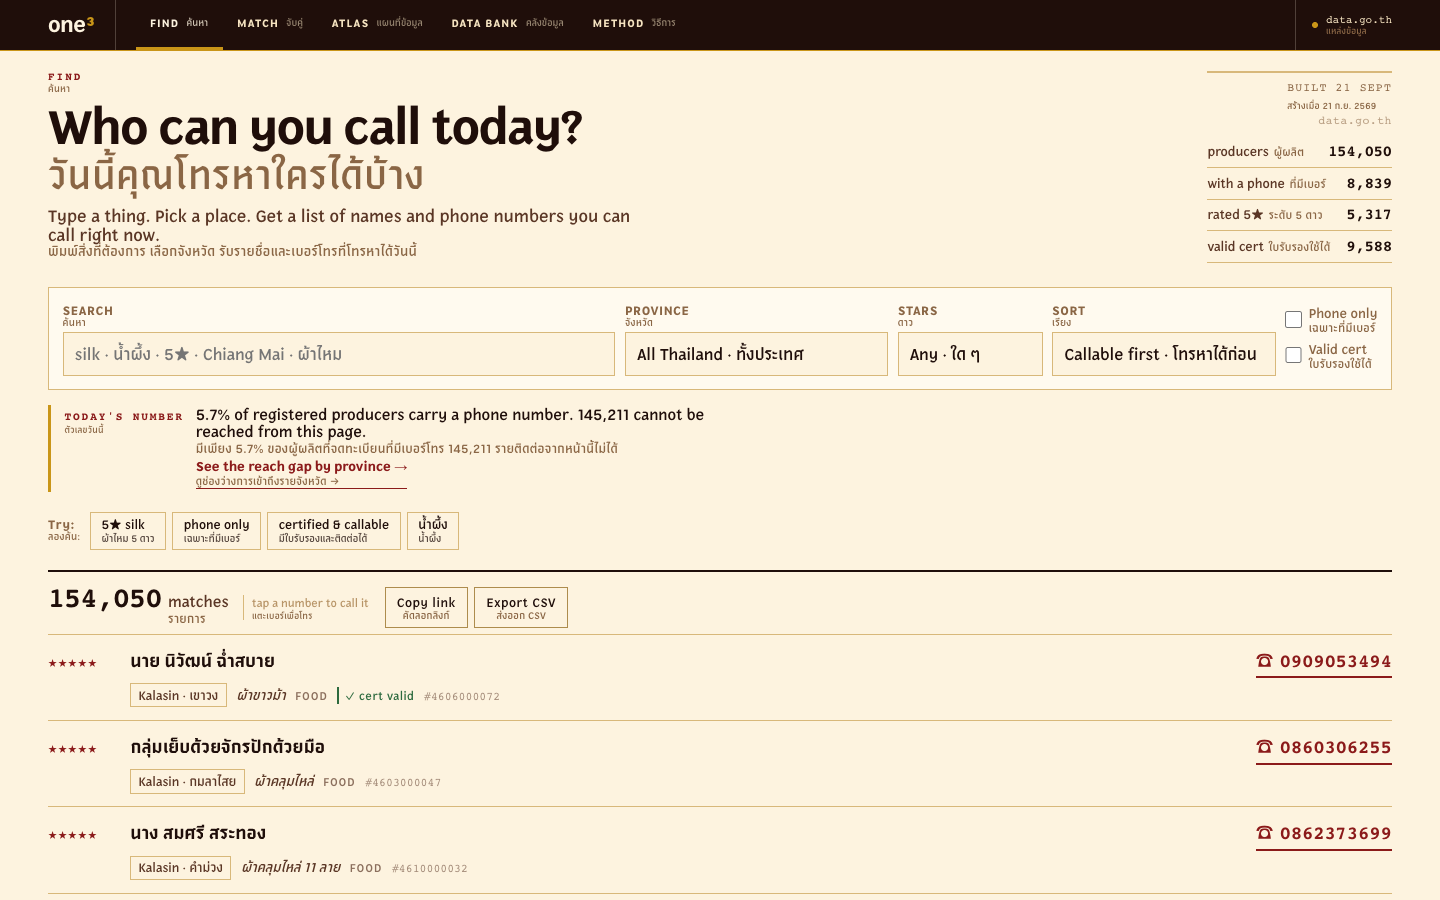 one³
FIND ค้นหา
MATCH จับคู่
ATLAS แผนที่ข้อมูล
DATA BANK คลังข้อมูล
METHOD วิธีการ
data.go.th
แหล่งข้อมูล
FIND
ค้นหา
Who can you call today?
วันนี้คุณโทรหาใครได้บ้าง
Type a thing. Pick a place. Get a list of names and phone numbers you can
call right now.
พิมพ์สิ่งที่ต้องการ เลือกจังหวัด รับรายชื่อและเบอร์โทรที่โทรหาได้วันนี้
BUILT 21 SEPT
สร้างเมื่อ 21 ก.ย. 2569
data.go.th
producers ผู้ผลิต 154,050
with a phone ที่มีเบอร์ 8,839
rated 5★ ระดับ 5 ดาว 5,317
valid cert ใบรับรองใช้ได้ 9,588
SEARCH
ค้นหา
silk · น้ำผึ้ง · 5★ · Chiang Mai · ผ้าไหม
PROVINCE
จังหวัด
All Thailand · ทั้งประเทศ
STARS
ดาว
Any · ใด ๆ
SORT
เรียง
Callable first · โทรหาได้ก่อน
Phone only
เฉพาะที่มีเบอร์
Valid cert
ใบรับรองใช้ได้
TODAY'S NUMBER
ตัวเลขวันนี้
5.7% of registered producers carry a phone number. 145,211 cannot be
reached from this page.
มีเพียง 5.7% ของผู้ผลิตที่จดทะเบียนที่มีเบอร์โทร 145,211 รายติดต่อจากหน้านี้ไม่ได้
See the reach gap by province →
ดูช่องว่างการเข้าถึงรายจังหวัด →
Try:
ลองค้น:
5★ silk
ผ้าไหม 5 ดาว
phone only
เฉพาะที่มีเบอร์
certified & callable
มีใบรับรองและติดต่อได้
น้ำผึ้ง
น้ำผึ้ง
154,050 matches
รายการ
tap a number to call it
แตะเบอร์เพื่อโทร
Copy link
คัดลอกลิงก์
Export CSV
ส่งออก CSV
★★★★★ นาย นิวัฒน์ ฉ่ำสบาย ☎ 0909053494
Kalasin · เขาวง ผ้าขาวม้า FOOD ✓ cert valid #4606000072
★★★★★ กลุ่มเย็บด้วยจักรปักด้วยมือ ☎ 0860306255
Kalasin · กมลาไสย ผ้าคลุมไหล่ FOOD #4603000047
★★★★★ นาง สมศรี สระทอง ☎ 0862373699
Kalasin · คำม่วง ผ้าคลุมไหล่ 11 ลาย FOOD #4610000032